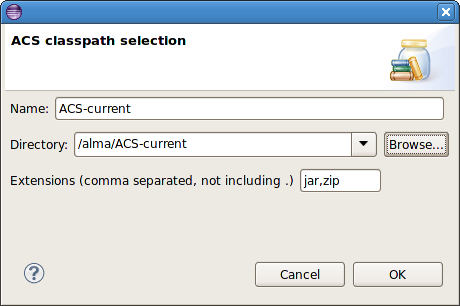 ACS classpath selection
Name: ACS-current
Directory: /alma/ACS-current Browse...
Extensions (comma separated, not including .) jar,zip
? Cancel OK